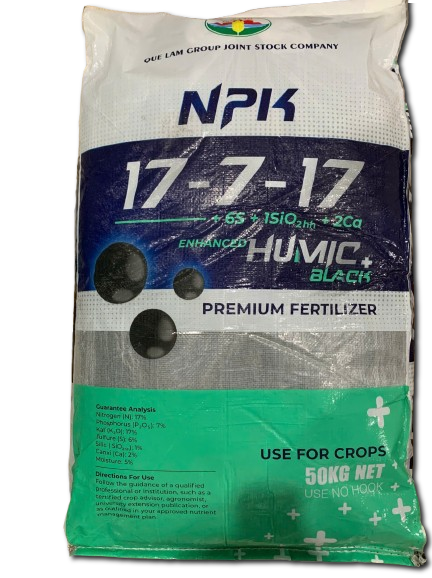 QUE LAM GROUP JOINT STOCK COMPANY
NPK
17-7-17
+ 6S + 1SiO₂hh + 2Ca
ENHANCED HUMIC+
BLACK
PREMIUM FERTILIZER
Guarantee Analysis
Nitrogen (N): 17%
Phosphorus (P₂O₅): 7%
Kali (K₂O): 17%
Sulfure (S): 6%
Silic (SiO₂hh): 1%
Canxi (Ca): 2%
Moisture: 5%
Directions For Use
Follow the guidance of a qualified
Professional or institution, such as a
certified crop advisor, agronomist,
university extension publication, or
as outlined in your approved nutrient
management plan.
USE FOR CROPS
50KG NET
USE NO HOOK